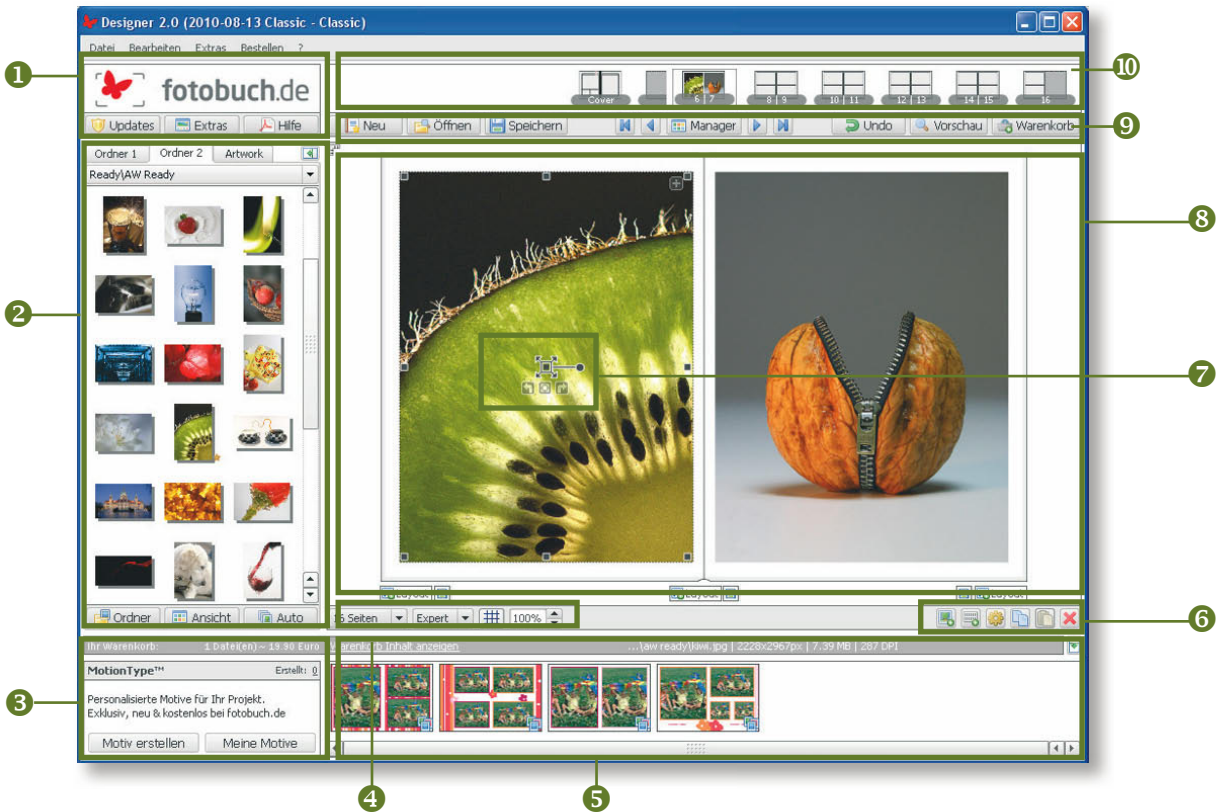 Designer 2.0 (2010-08-13 Classic - Classic)
Datei Bearbeiten Extras Bestellen ?
1
fotobuch.de
Cover 6 | 7 8 | 9 10 | 11 12 | 13 14 | 15 16
10
Updates Extras Hilfe
Neu Öffnen Speichern Manager Undo Vorschau Warenkorb
9
Ordner 1 Ordner 2 Artwork
Ready\AW Ready
8
2
7
Layout Layout Layout
Ordner Ansicht Auto
Seiten Expert 100%
6
Ihr Warenkorb: 1 Datei(en) ~ 19.90 Euro
Warenkorb Inhalt anzeigen
...\aw ready\kiwi.jpg | 2228x2967px | 7.39 MB | 287 DPI
MotionType™ Erstellt: 0
3
Personalisierte Motive für Ihr Projekt.
Exklusiv, neu & kostenlos bei fotobuch.de
Motiv erstellen Meine Motive
4
5